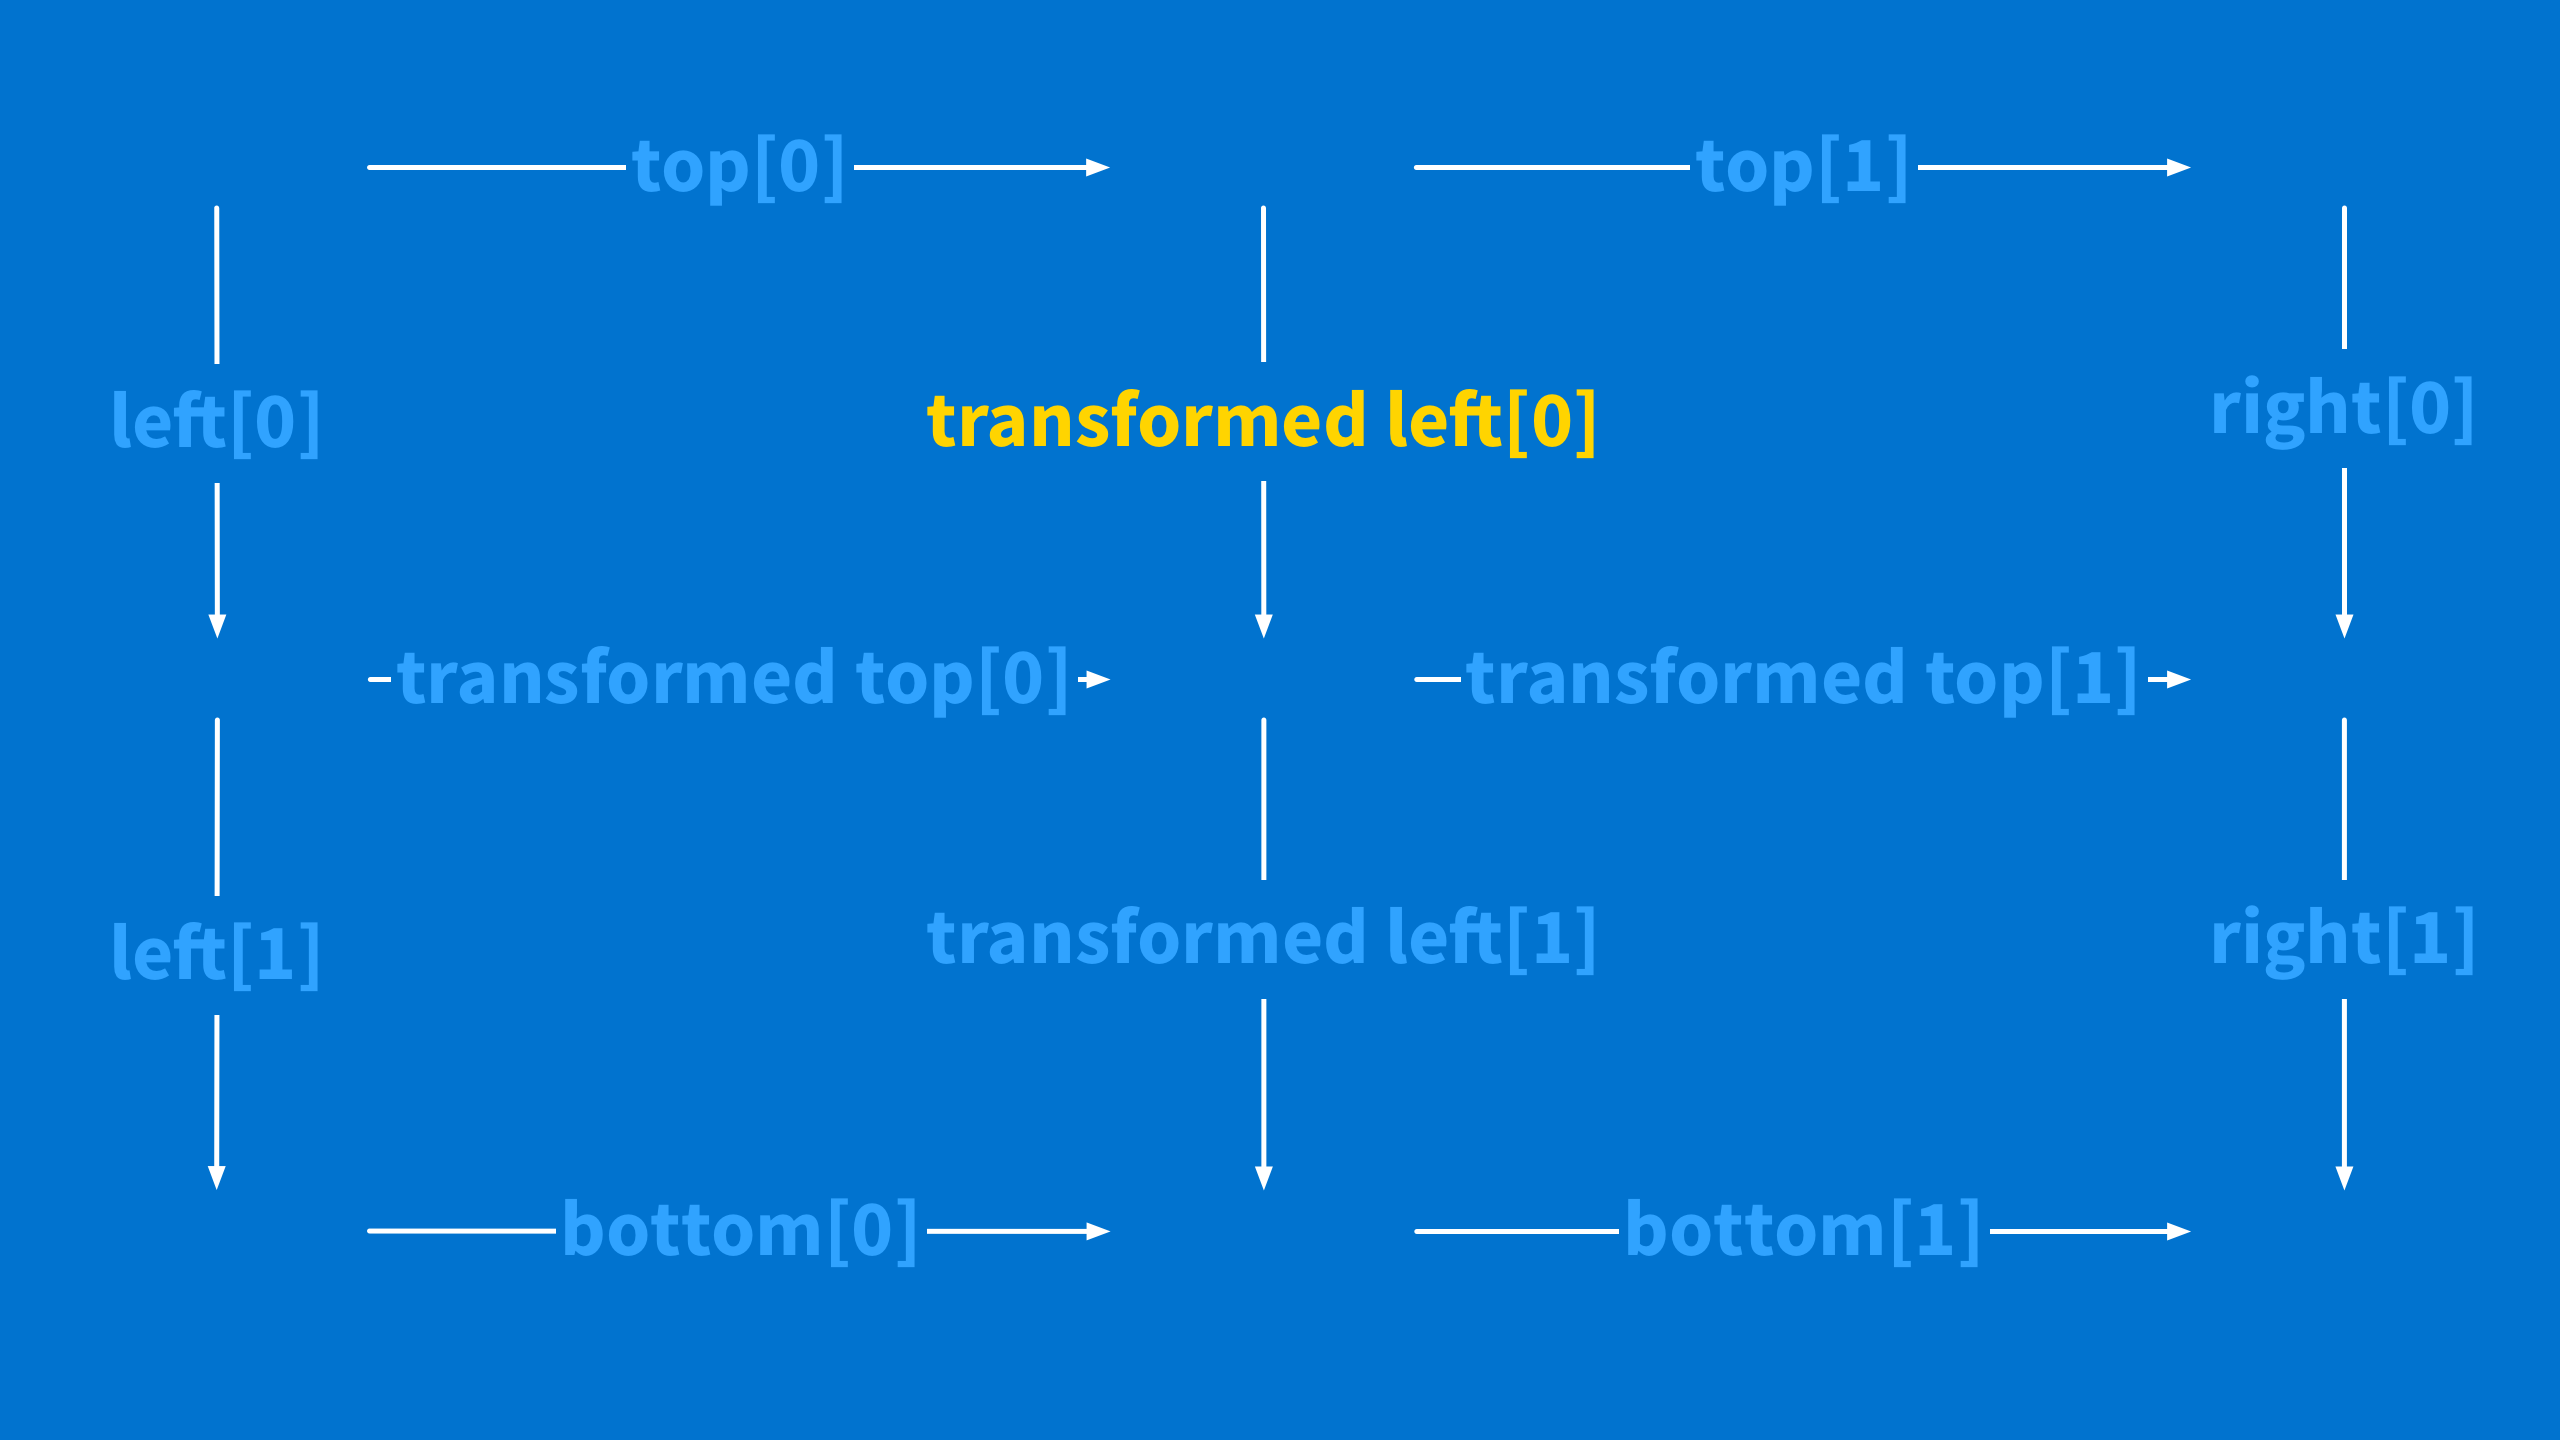 top[0] top[1]
left[0] transformed left[0] right[0]
transformed top[0] transformed top[1]
left[1] transformed left[1] right[1]
bottom[0] bottom[1]